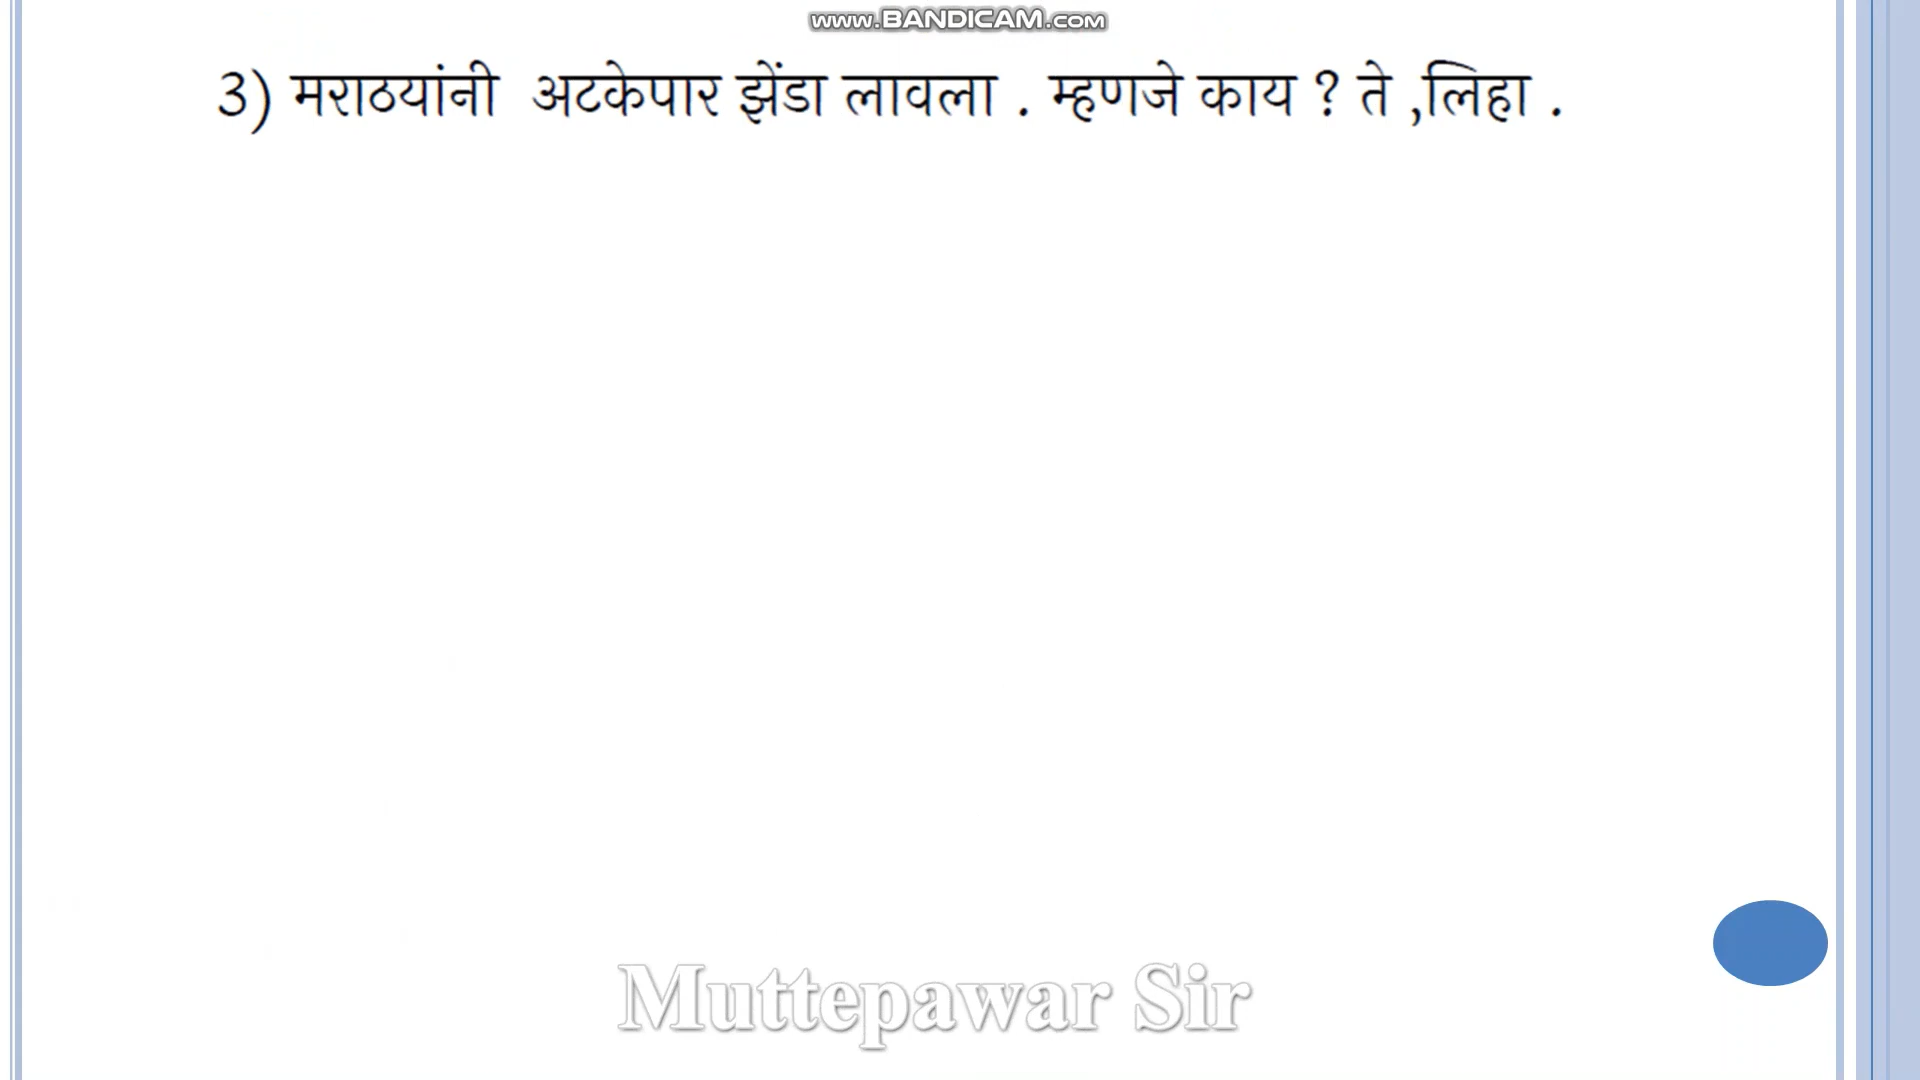 www.BANDICAM.com
3) मराठयांनी अटकेपार झेंडा लावला . म्हणजे काय ? ते ,लिहा .
Muttepawar Sir